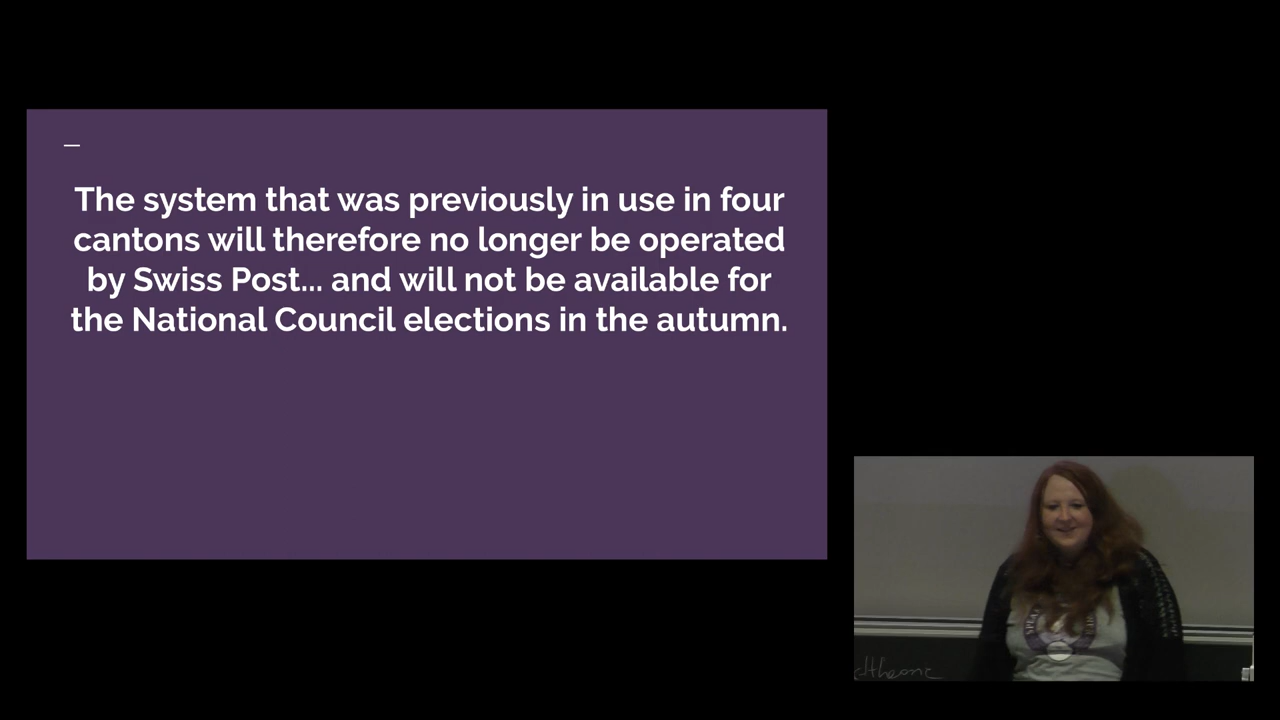 The system that was previously in use in four
cantons will therefore no longer be operated
by Swiss Post... and will not be available for
the National Council elections in the autumn.